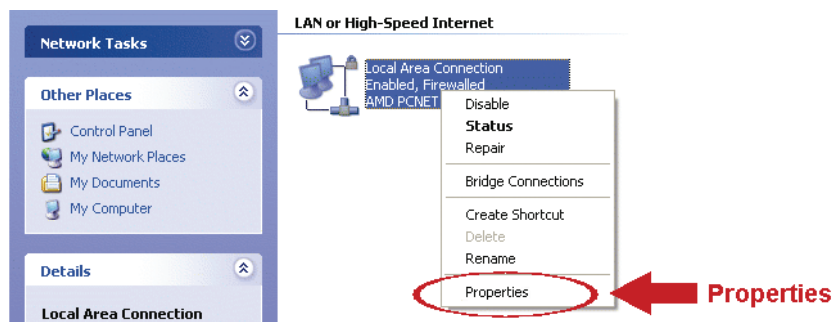 Network Tasks
Other Places
Control Panel
My Network Places
My Documents
My Computer
Details
Local Area Connection
LAN or High-Speed Internet
Local Area Connection
Enabled, Firewalled
AMD PCNET
Disable
Status
Repair
Bridge Connections
Create Shortcut
Delete
Rename
Properties
Properties